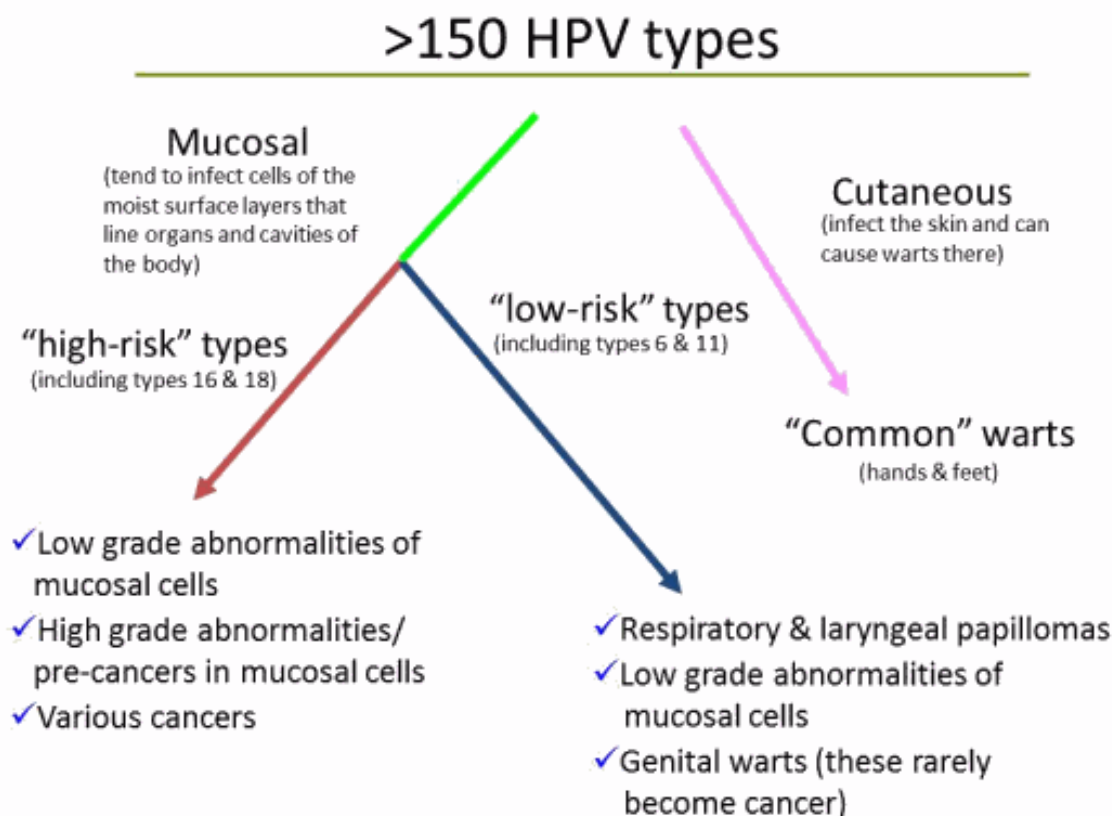 >150 HPV types
Mucosal
(tend to infect cells of the
moist surface layers that
line organs and cavities of
the body)
Cutaneous
(infect the skin and can
cause warts there)
“high-risk” types
(including types 16 & 18)
“low-risk” types
(including types 6 & 11)
“Common” warts
(hands & feet)
✓Low grade abnormalities of
mucosal cells
✓High grade abnormalities/
pre-cancers in mucosal cells
✓Various cancers
✓Respiratory & laryngeal papillomas
✓Low grade abnormalities of
mucosal cells
✓Genital warts (these rarely
become cancer)